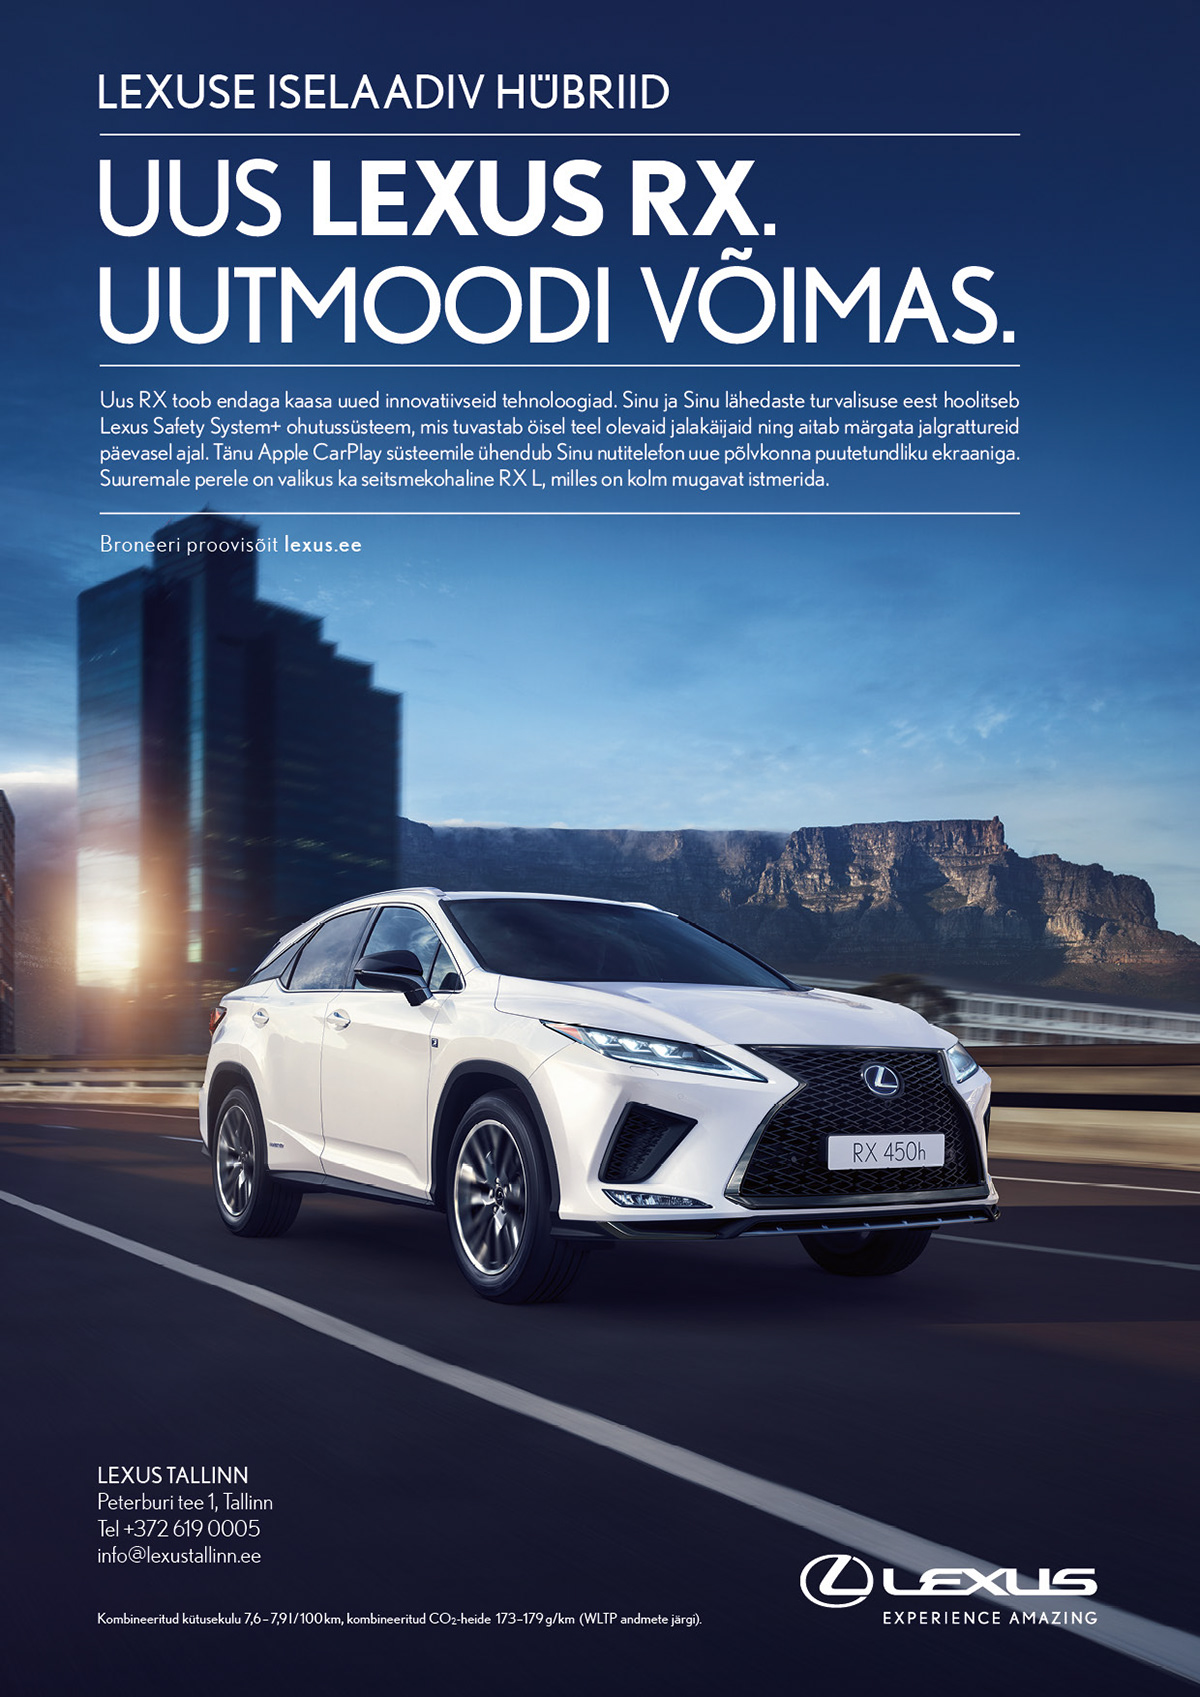 LEXUSE ISELAADIV HÜBRIID
UUS LEXUS RX.
UUTMOODI VÕIMAS.
Uus RX toob endaga kaasa uued innovatiivseid tehnoloogiad. Sinu ja Sinu lähedaste turvalisuse eest hoolitseb
Lexus Safety System+ ohutussüsteem, mis tuvastab öisel teel olevaid jalakäijaid ning aitab märgata jalgrattureid
päevasel ajal. Tänu Apple CarPlay süsteemile ühendub Sinu nutitelefon uue põlvkonna puutetundliku ekraaniga.
Suuremale perele on valikus ka seitsmekohaline RX L, milles on kolm mugavat istmerida.
Broneeri proovisõit lexus.ee
RX 450h
LEXUS TALLINN
Peterburi tee 1, Tallinn
Tel +372 619 0005
info@lexustallinn.ee
Kombineeritud kütusekulu 7,6–7,9 l/100 km, kombineeritud CO₂-heide 173–179 g/km (WLTP andmete järgi).
LEXUS
EXPERIENCE AMAZING